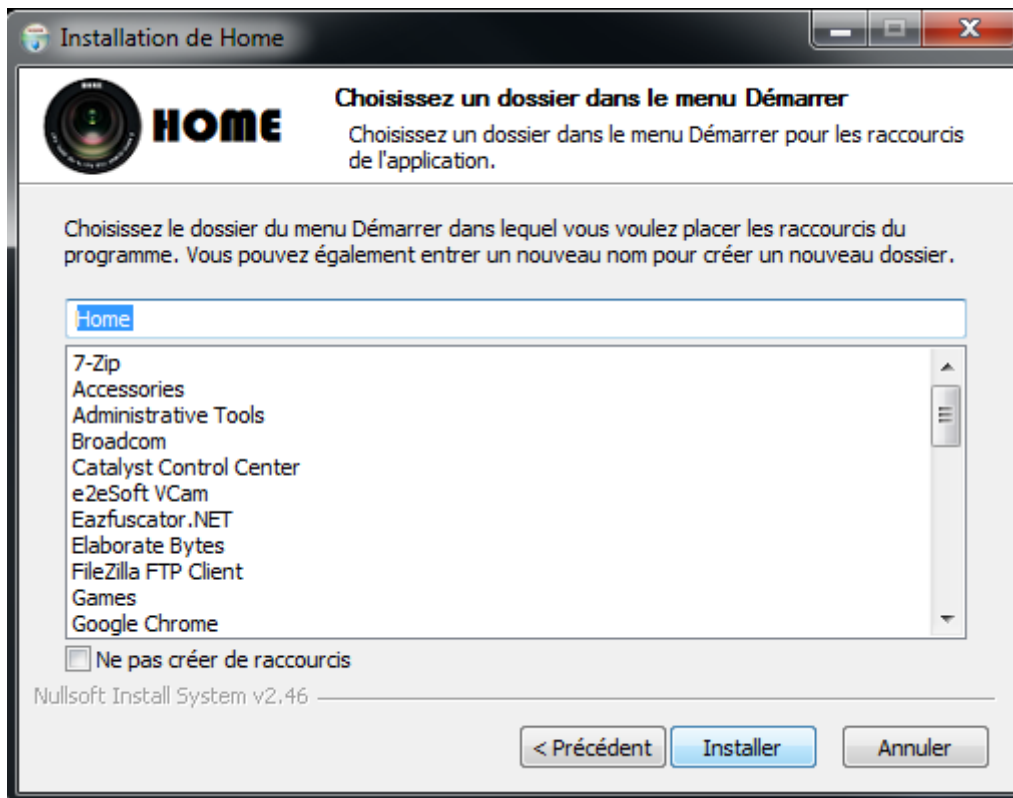 Installation de Home
HOME
Choisissez un dossier dans le menu Démarrer
Choisissez un dossier dans le menu Démarrer pour les raccourcis
de l'application.
Choisissez le dossier du menu Démarrer dans lequel vous voulez placer les raccourcis du
programme. Vous pouvez également entrer un nouveau nom pour créer un nouveau dossier.
Home
7-Zip
Accessories
Administrative Tools
Broadcom
Catalyst Control Center
e2eSoft VCam
Eazfuscator.NET
Elaborate Bytes
FileZilla FTP Client
Games
Google Chrome
Ne pas créer de raccourcis
Nullsoft Install System v2.46
< Précédent
Installer
Annuler